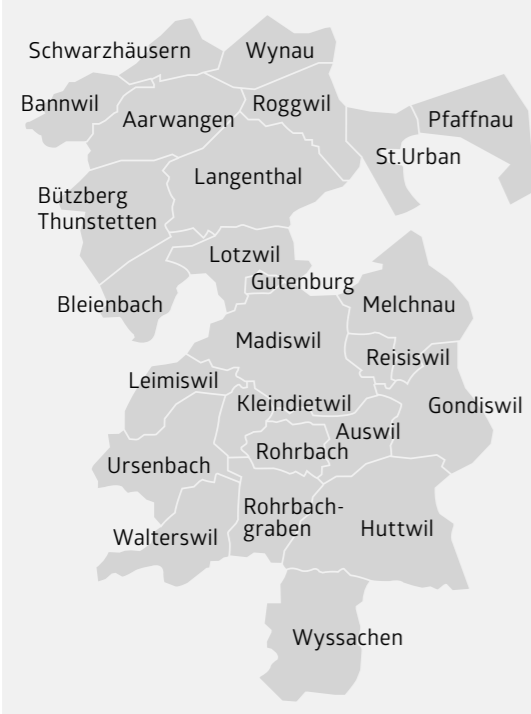 Schwarzhäusern
Wynau
Bannwil
Aarwangen
Roggwil
Pfaffnau
St.Urban
Langenthal
Bützberg
Thunstetten
Lotzwil
Gutenburg
Bleienbach
Melchnau
Madiswil
Reisiswil
Leimiswil
Kleindietwil
Gondiswil
Auswil
Rohrbach
Ursenbach
Rohrbach-
graben
Walterswil
Huttwil
Wyssachen